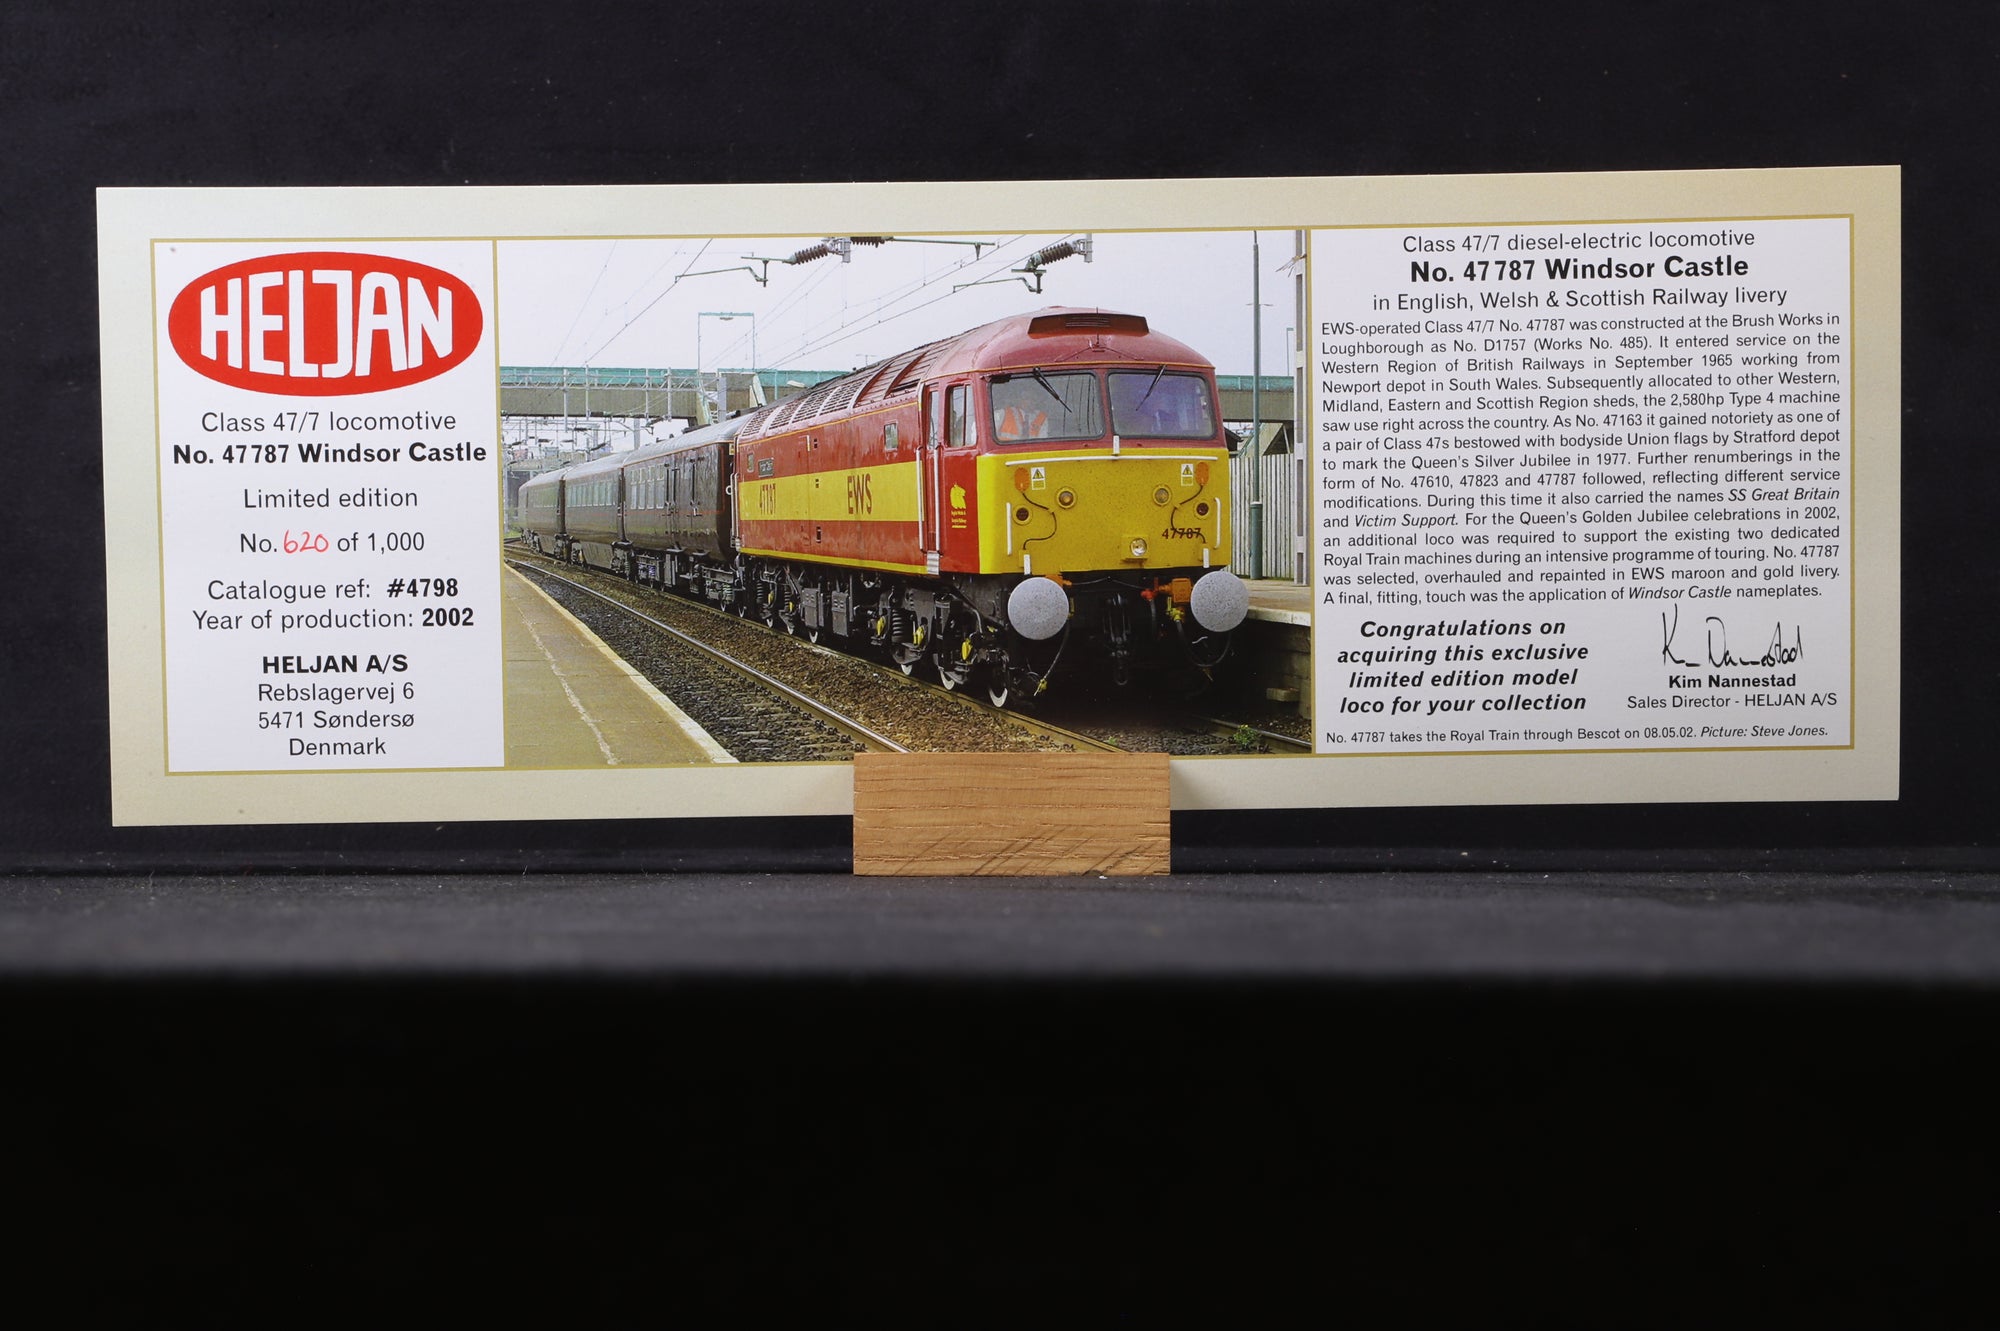 HELJAN
Class 47/7 locomotive
No. 47787 Windsor Castle
Limited edition
No. 620 of 1,000
Catalogue ref: #4798
Year of production: 2002
HELJAN A/S
Rebslagervej 6
5471 Søndersø
Denmark
47787
EWS
47787
Class 47/7 diesel-electric locomotive
No. 47787 Windsor Castle
in English, Welsh & Scottish Railway livery
EWS-operated Class 47/7 No. 47787 was constructed at the Brush Works in
Loughborough as No. D1757 (Works No. 485). It entered service on the
Western Region of British Railways in September 1965 working from
Newport depot in South Wales. Subsequently allocated to other Western,
Midland, Eastern and Scottish Region sheds, the 2,580hp Type 4 machine
saw use right across the country. As No. 47163 it gained notoriety as one of
a pair of Class 47s bestowed with bodyside Union flags by Stratford depot
to mark the Queen's Silver Jubilee in 1977. Further renumberings in the
form of No. 47610, 47823 and 47787 followed, reflecting different service
modifications. During this time it also carried the names SS Great Britain
and Victim Support. For the Queen's Golden Jubilee celebrations in 2002,
an additional loco was required to support the existing two dedicated
Royal Train machines during an intensive programme of touring. No. 47787
was selected, overhauled and repainted in EWS maroon and gold livery.
A final, fitting, touch was the application of Windsor Castle nameplates.
Congratulations on
acquiring this exclusive
limited edition model
loco for your collection
Kim Nannestad
Sales Director - HELJAN A/S
No. 47787 takes the Royal Train through Bescot on 08.05.02. Picture: Steve Jones.